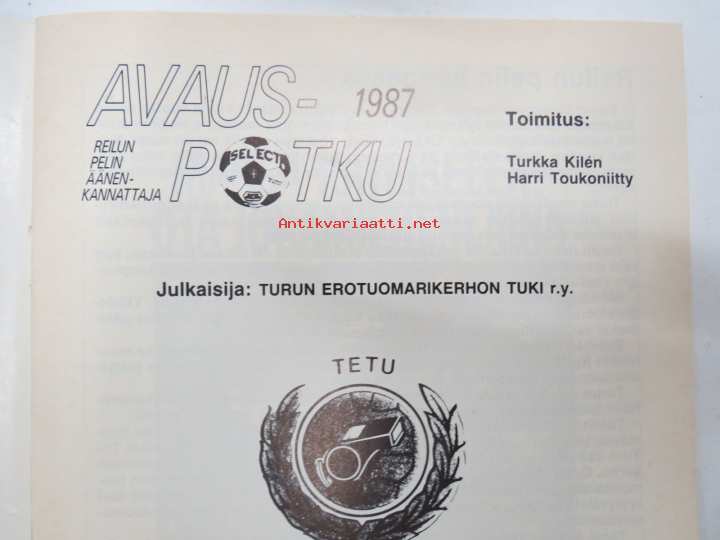 AVAUS-
1987
REILUN
PELIN
ÄÄNEN-
KANNATTAJA
POTKU
SELECT
Toimitus:
Turkka Kilén
Harri Toukoniitty
Antikvariaatti.net
Julkaisija: TURUN EROTUOMARIKERHON TUKI r.y.
TETU